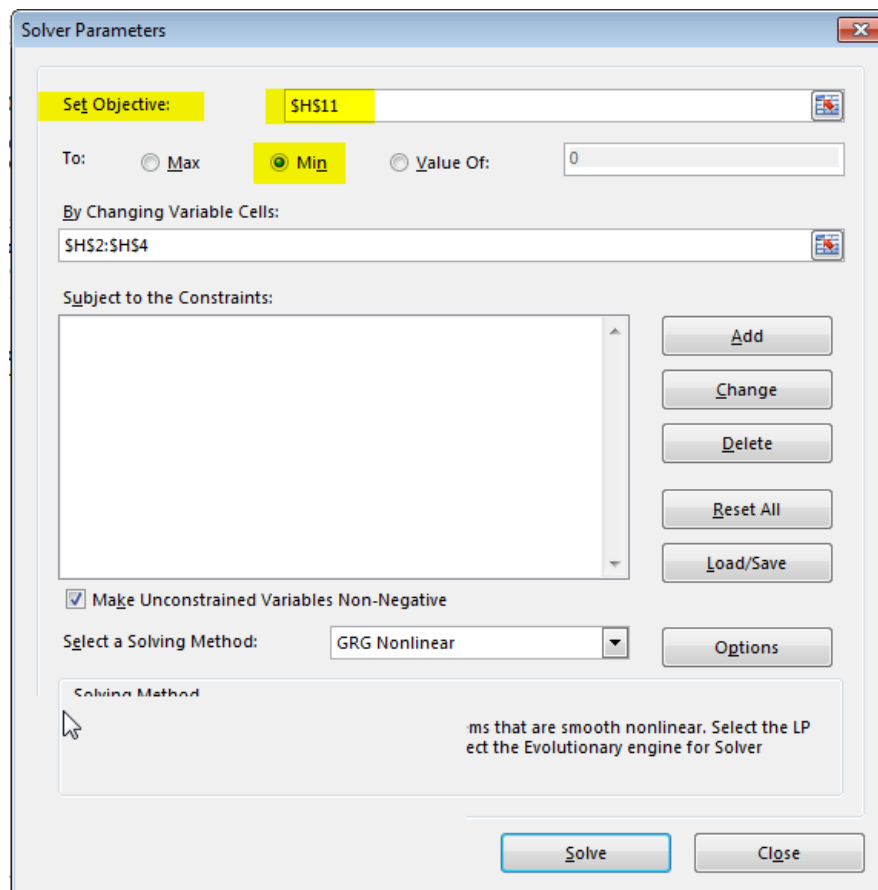 Solver Parameters
Set Objective: $H$11
To: Max Min Value Of: 0
By Changing Variable Cells:
$H$2:$H$4
Subject to the Constraints:
Add
Change
Delete
Reset All
Load/Save
Make Unconstrained Variables Non-Negative
Select a Solving Method: GRG Nonlinear Options
Solving Method
that are smooth nonlinear. Select the LP
the Evolutionary engine for Solver
Solve Close